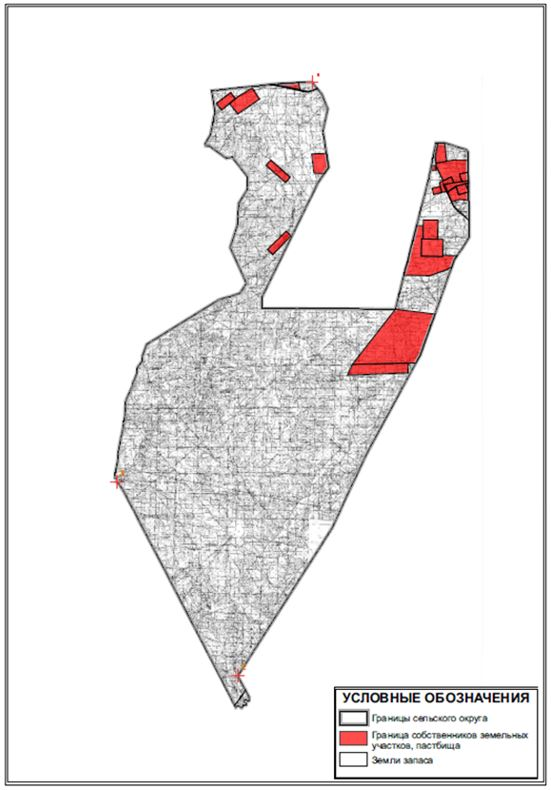 УСЛОВНЫЕ ОБОЗНАЧЕНИЯ
Границы сельского округа
Граница собственников земельных
участков, пастбища
Земли запаса